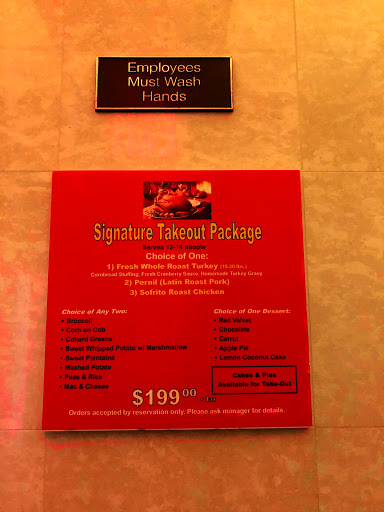 Employees
Must Wash
Hands
Signature Takeout Package
Serves 12-14 people
Choice of One:
1) Fresh Whole Roast Turkey (18-20 lbs.)
Cornbread Stuffing, Fresh Cranberry Sauce, Homemade Turkey Gravy
2) Pernil (Latin Roast Pork)
3) Sofrito Roast Chicken
Choice of Any Two:
• Broccoli
• Corn on Cob
• Collard Greens
• Sweet Whipped Potato w/ Marshmallow
• Sweet Plantains
• Mashed Potato
• Peas & Rice
• Mac & Cheese
Choice of One Dessert:
• Red Velvet
• Chocolate
• Carrot
• Apple Pie
• Lemon Coconut Cake
Cakes & Pies
Available for Take-Out
$199.00
Orders accepted by reservation only. Please ask manager for details.